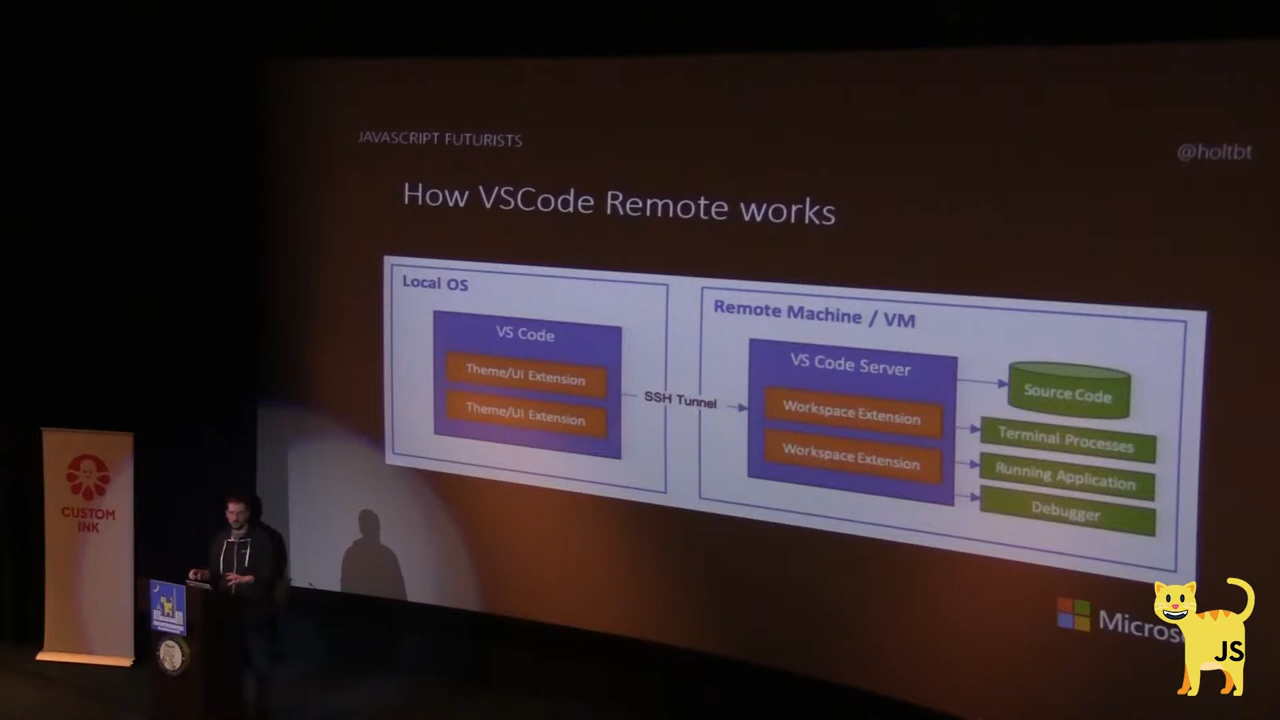 JAVASCRIPT FUTURISTS
@holtbt
How VSCode Remote works
Local OS
VS Code
Theme/UI Extension
Theme/UI Extension
SSH Tunnel
Remote Machine / VM
VS Code Server
Workspace Extension
Workspace Extension
Source Code
Terminal Processes
Running Application
Debugger
CUSTOM
INK
Micros
JS